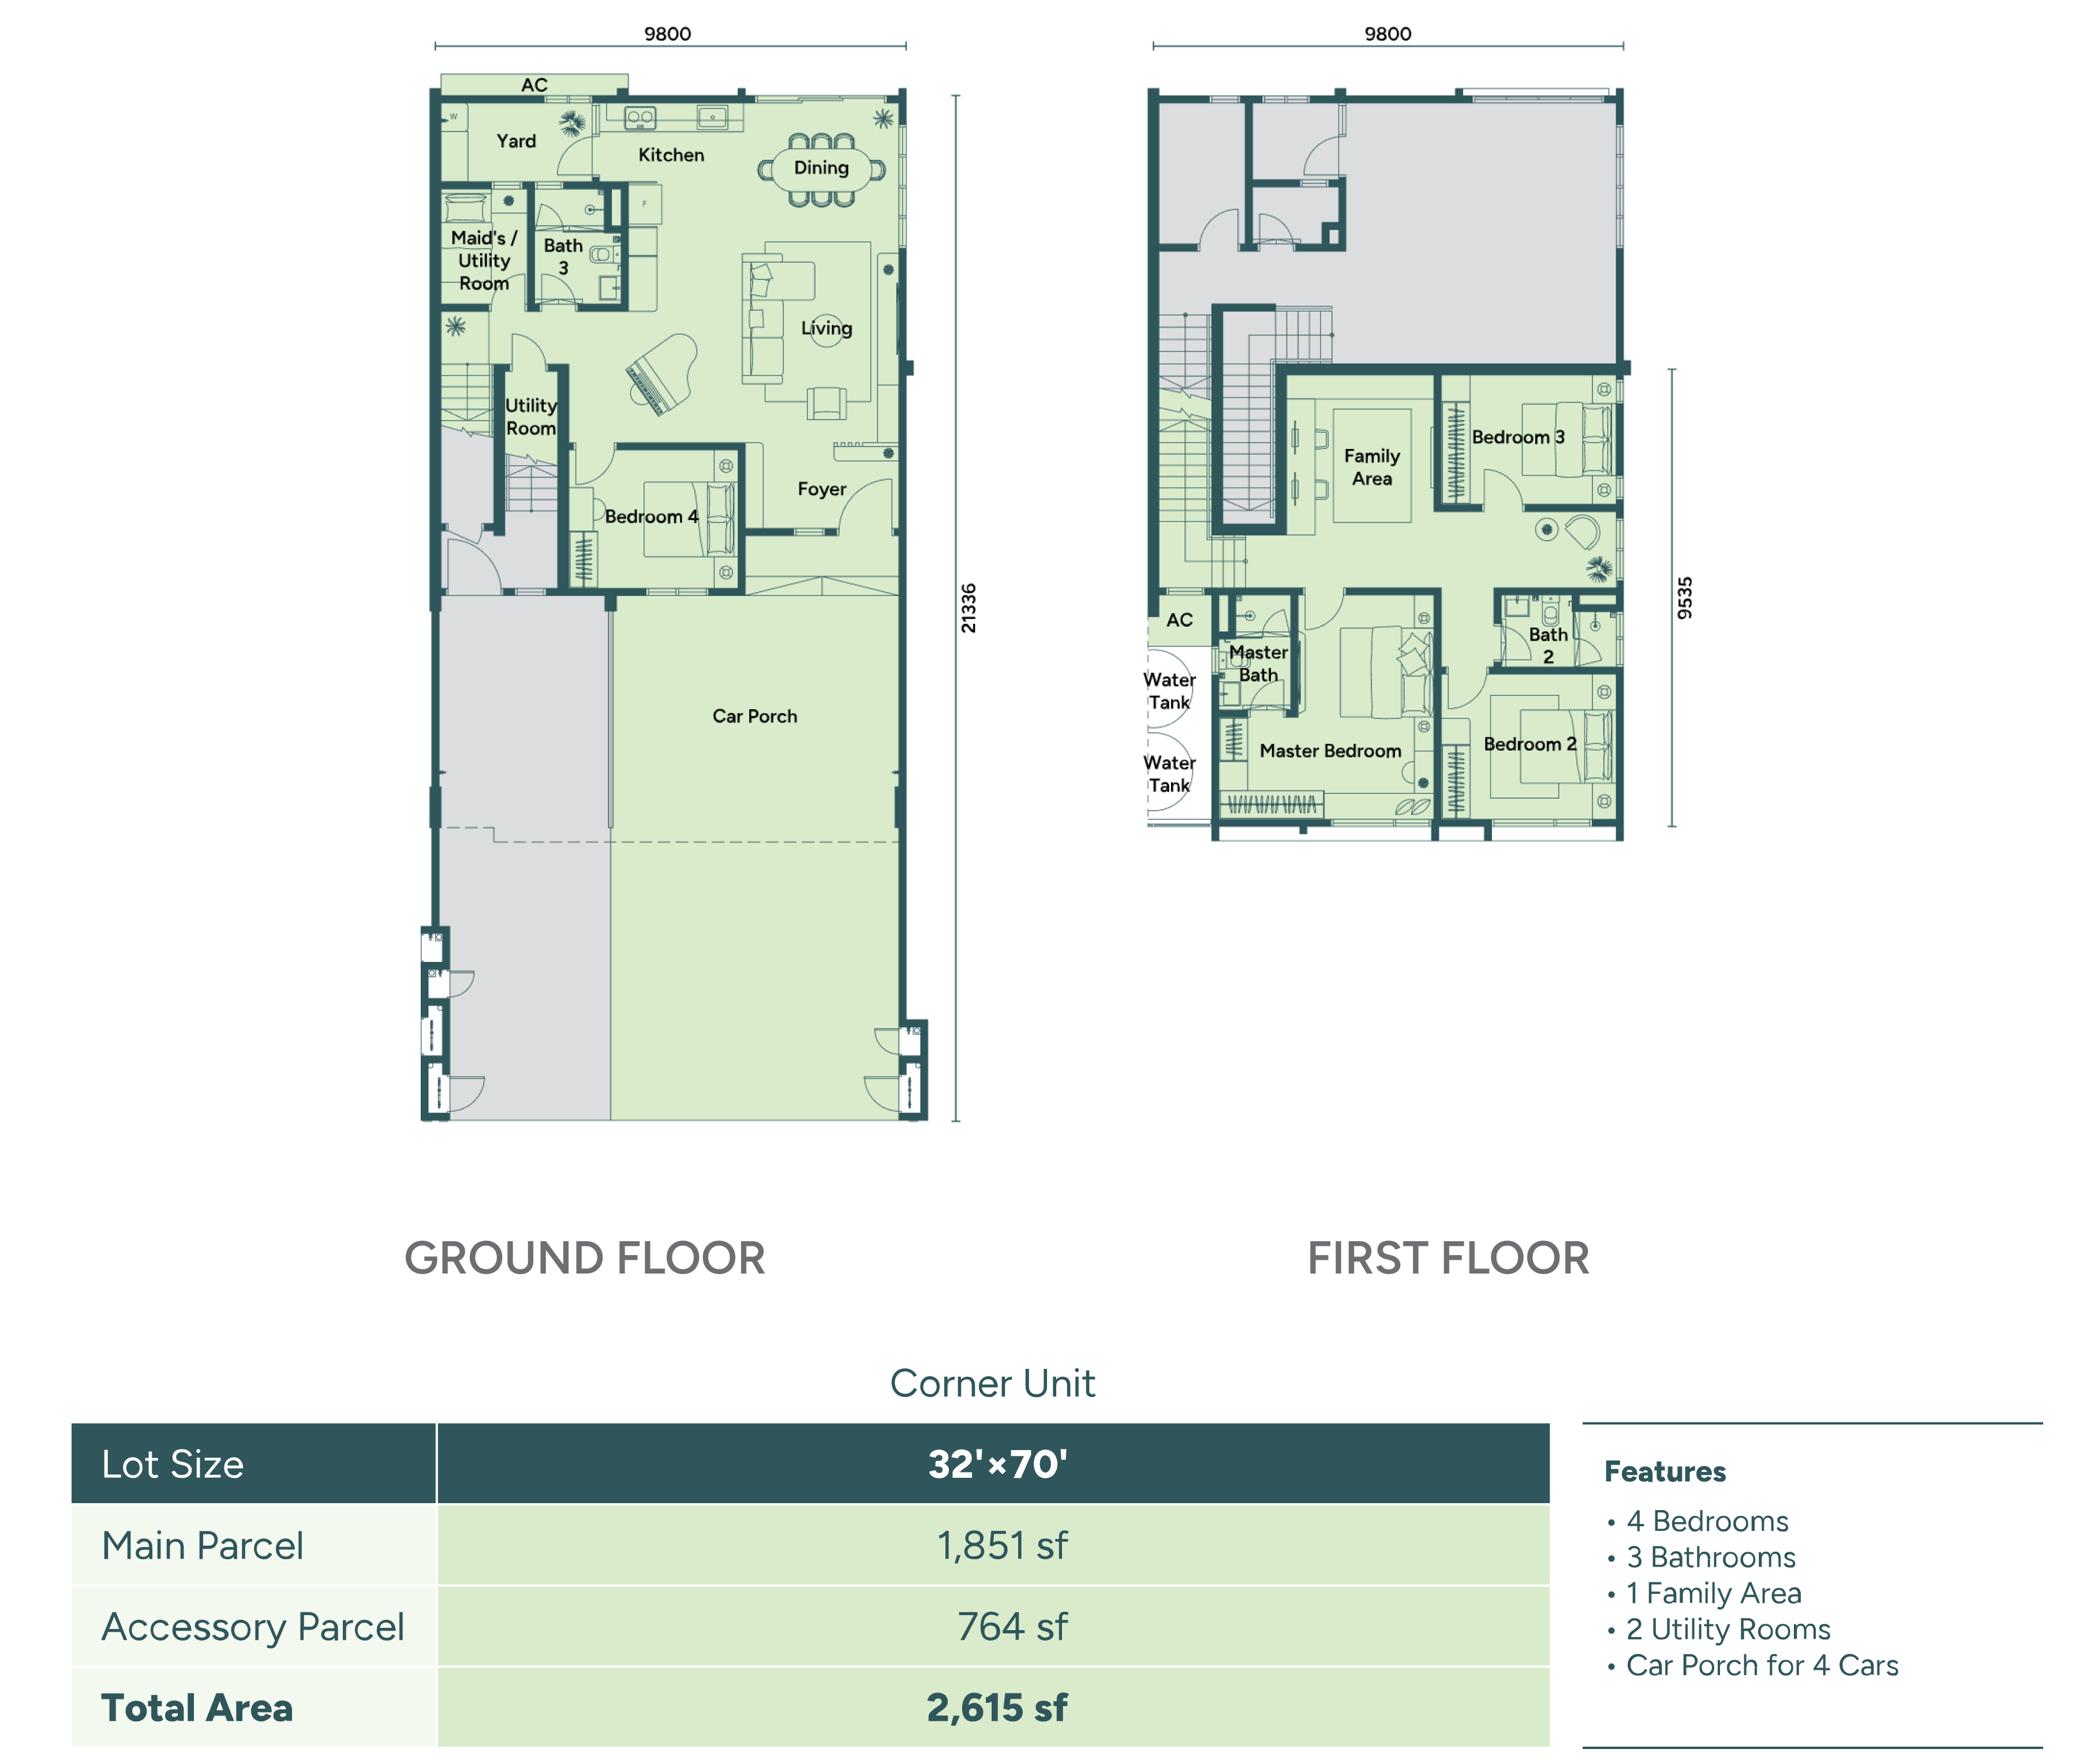 9800
AC
W
Yard
Kitchen
Dining
F
Maid's /
Utility
Room
Bath
3
Living
Utility
Room
Foyer
Bedroom 4
21336
Car Porch
9800
Family
Area
Bedroom 3
9535
AC
Master
Bath
Bath
2
Water
Tank
Water
Tank
Master Bedroom
Bedroom 2
GROUND FLOOR
FIRST FLOOR
Corner Unit
Lot Size
32'×70'
Main Parcel
1,851 sf
Accessory Parcel
764 sf
Total Area
2,615 sf
Features
• 4 Bedrooms
• 3 Bathrooms
• 1 Family Area
• 2 Utility Rooms
• Car Porch for 4 Cars